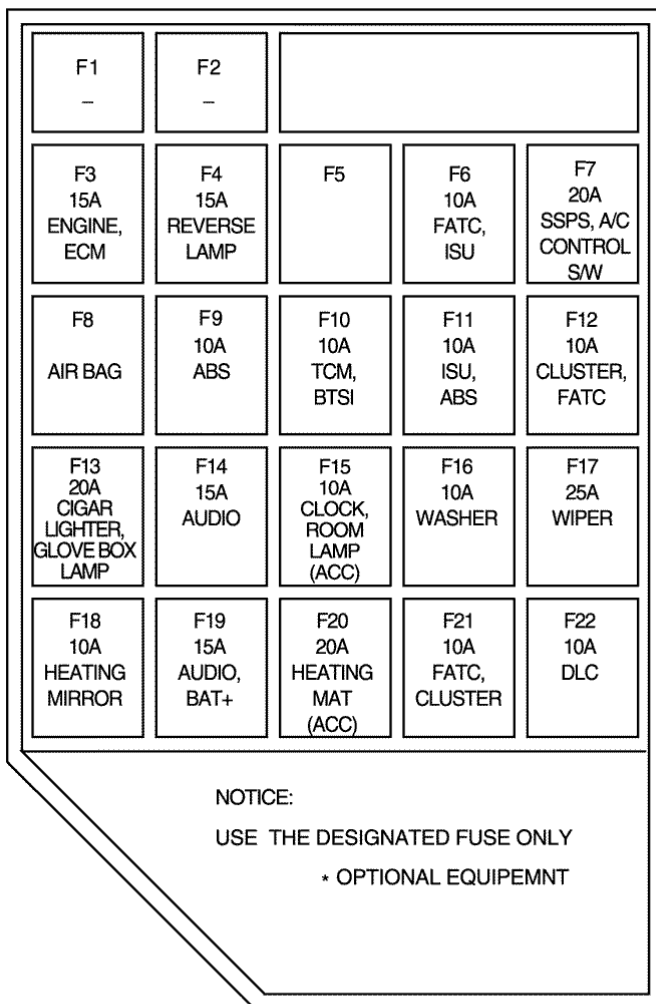 F1
–
F2
–
F3
15A
ENGINE,
ECM
F4
15A
REVERSE
LAMP
F5
F6
10A
FATC,
ISU
F7
20A
SSPS, A/C
CONTROL
S/W
F8
AIR BAG
F9
10A
ABS
F10
10A
TCM,
BTSI
F11
10A
ISU,
ABS
F12
10A
CLUSTER,
FATC
F13
20A
CIGAR
LIGHTER,
GLOVE BOX
LAMP
F14
15A
AUDIO
F15
10A
CLOCK,
ROOM
LAMP
(ACC)
F16
10A
WASHER
F17
25A
WIPER
F18
10A
HEATING
MIRROR
F19
15A
AUDIO,
BAT+
F20
20A
HEATING
MAT
(ACC)
F21
10A
FATC,
CLUSTER
F22
10A
DLC
NOTICE:
USE THE DESIGNATED FUSE ONLY
* OPTIONAL EQUIPEMNT